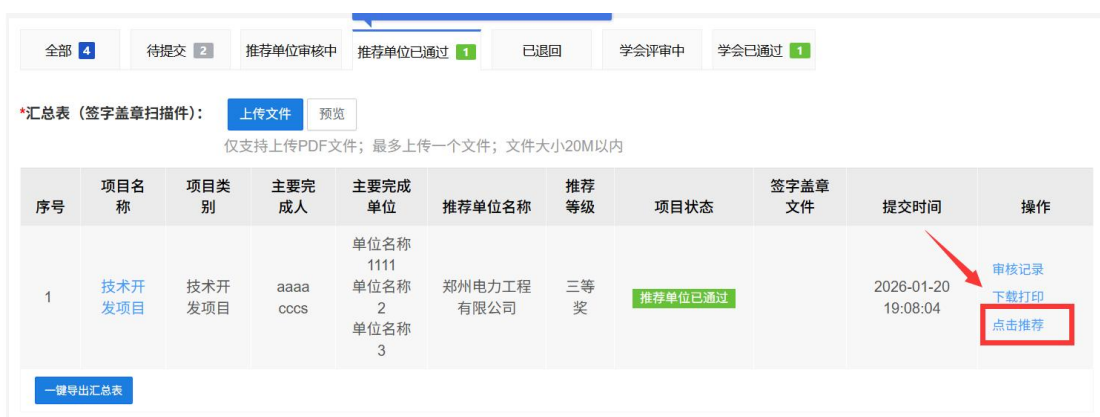 全部 4 待提交 2 推荐单位审核中 推荐单位已通过 1 已退回 学会评审中 学会已通过 1
*汇总表（签字盖章扫描件）： 上传文件 预览
仅支持上传PDF文件；最多上传一个文件；文件大小20M以内
序号 项目名称 项目类别 主要完成人 主要完成单位 推荐单位名称 推荐等级 项目状态 签字盖章文件 提交时间 操作
1 技术开发项目 技术开发项目 aaaa cccs 单位名称1111 单位名称2 单位名称3 郑州电力工程有限公司 三等奖 推荐单位已通过 2026-01-20 19:08:04 审核记录
下载打印
点击推荐
一键导出汇总表